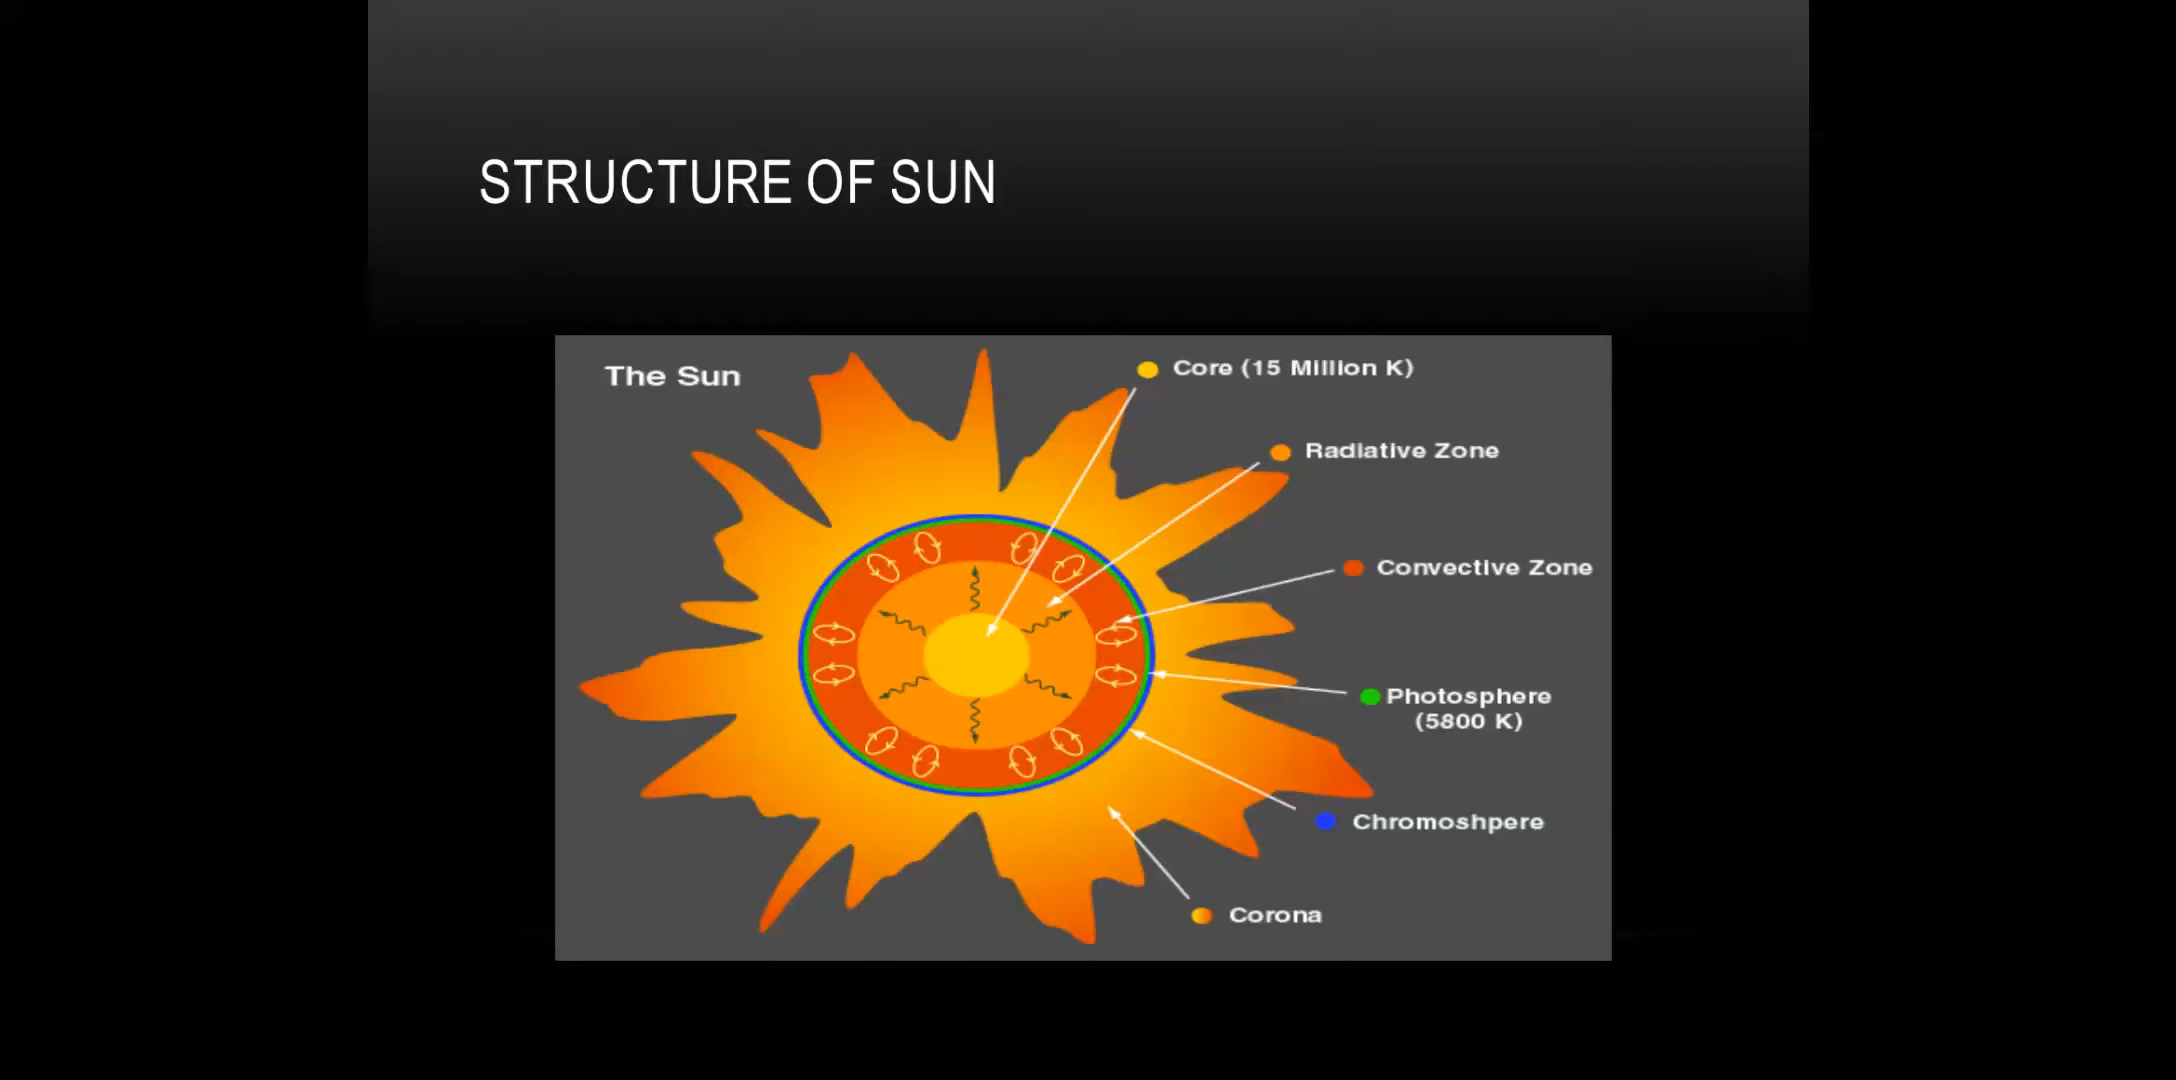 STRUCTURE OF SUN
The Sun
Core (15 Million K)
Radiative Zone
Convective Zone
Photosphere
(5800 K)
Chromoshpere
Corona